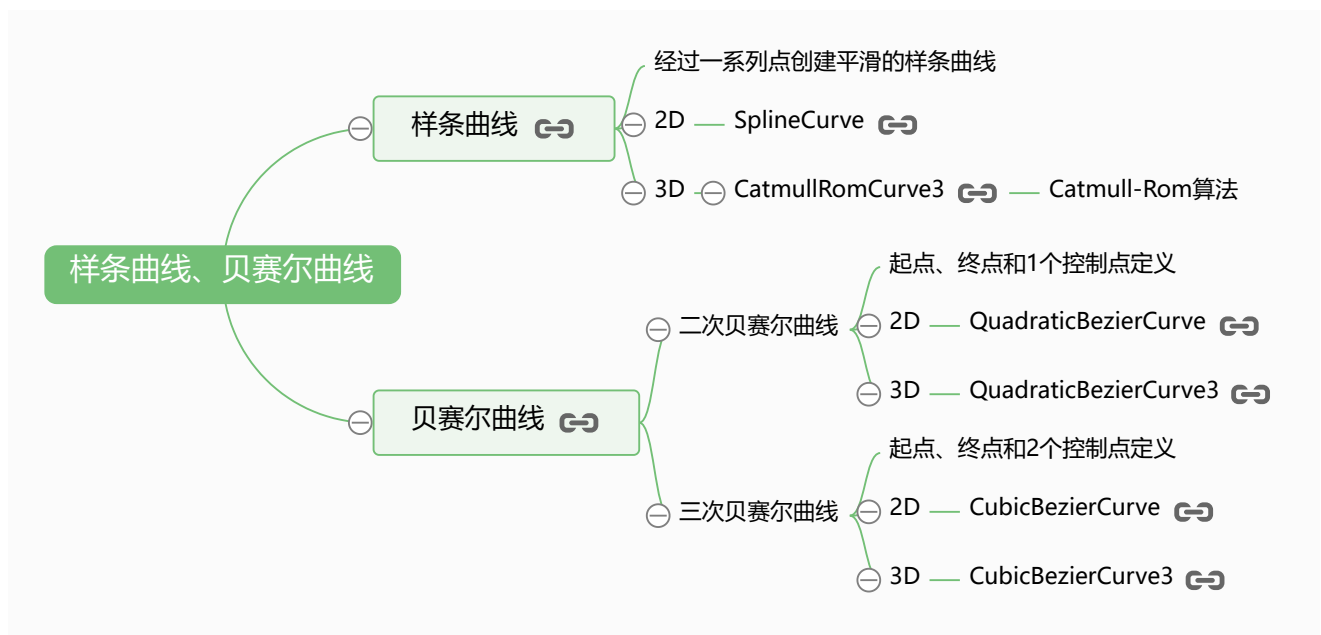 样条曲线、贝赛尔曲线
样条曲线
经过一系列点创建平滑的样条曲线
2D SplineCurve
3D CatmullRomCurve3 Catmull-Rom算法
贝赛尔曲线
二次贝赛尔曲线
起点、终点和1个控制点定义
2D QuadraticBezierCurve
3D QuadraticBezierCurve3
三次贝赛尔曲线
起点、终点和2个控制点定义
2D CubicBezierCurve
3D CubicBezierCurve3